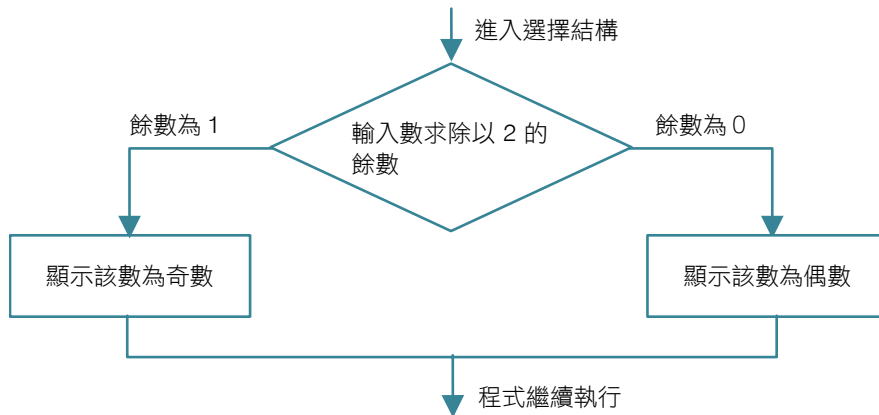 進入選擇結構
餘數為 1
輸入數求除以 2 的
餘數
餘數為 0
顯示該數為奇數
顯示該數為偶數
程式繼續執行